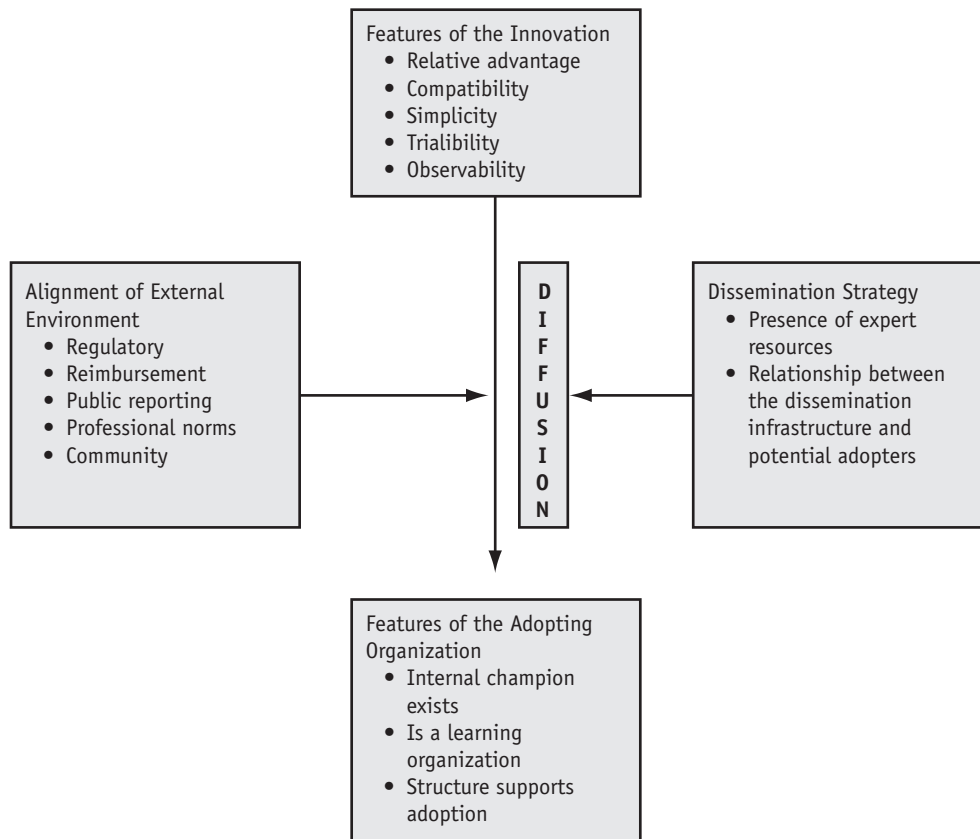 Features of the Innovation
• Relative advantage
• Compatibility
• Simplicity
• Trialibility
• Observability
Alignment of External
Environment
• Regulatory
• Reimbursement
• Public reporting
• Professional norms
• Community
D
I
F
F
U
S
I
O
N
Dissemination Strategy
• Presence of expert
resources
• Relationship between
the dissemination
infrastructure and
potential adopters
Features of the Adopting
Organization
• Internal champion
exists
• Is a learning
organization
• Structure supports
adoption